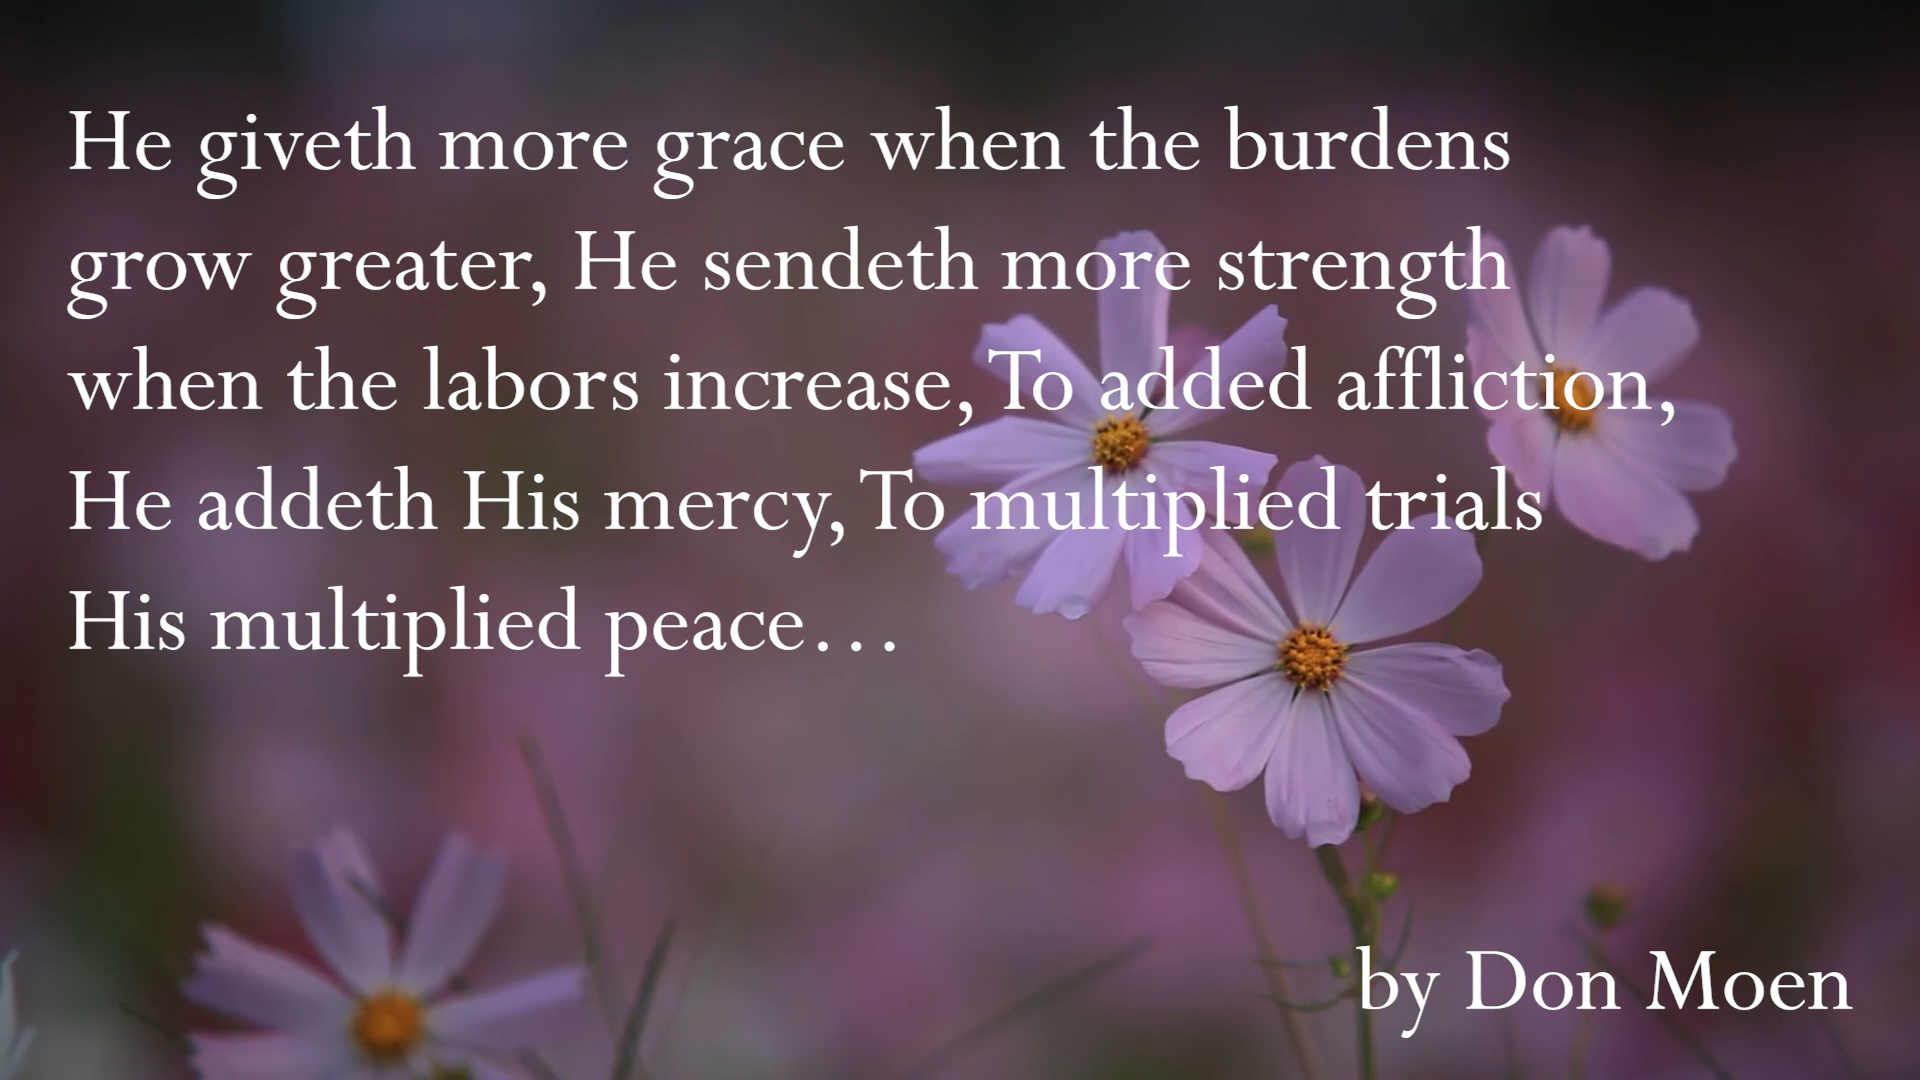 He giveth more grace when the burdens
grow greater, He sendeth more strength
when the labors increase, To added affliction,
He addeth His mercy, To multiplied trials
His multiplied peace…
by Don Moen